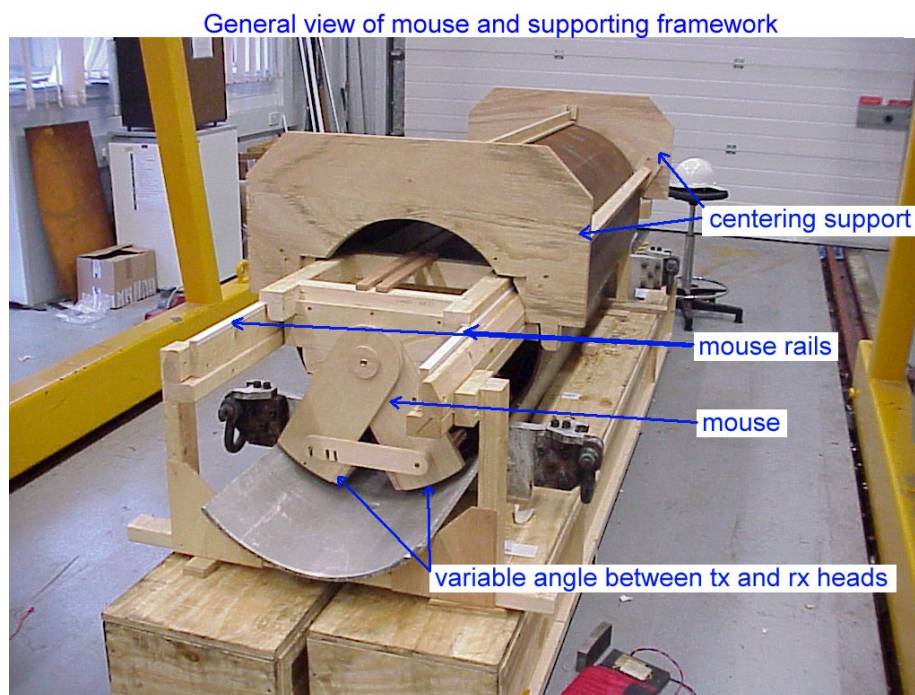 General view of mouse and supporting framework
centering support
mouse rails
mouse
variable angle between tx and rx heads